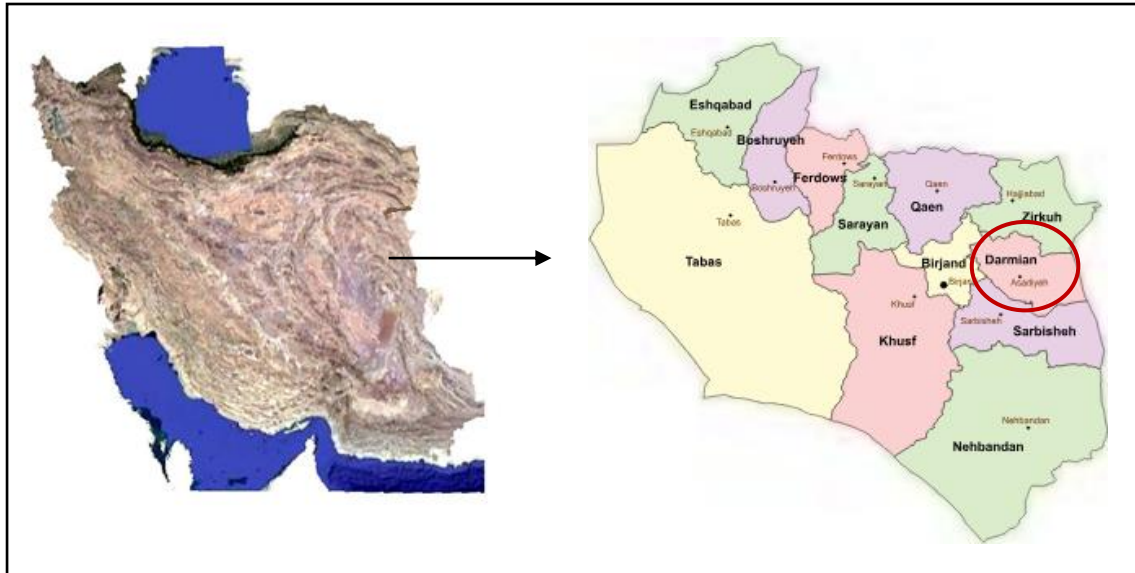 Eshqabad
Eshqabad
Boshruyeh
Boshruyeh
Ferdows
Ferdows
Sarayan
Sarayan
Qaen
Qaen
Hajiabad
Zirkuh
Tabas
Tabas
Birjand
Darmian
Asadiyeh
Khusf
Khusf
Sarbisheh
Sarbisheh
Nehbandan
Nehbandan